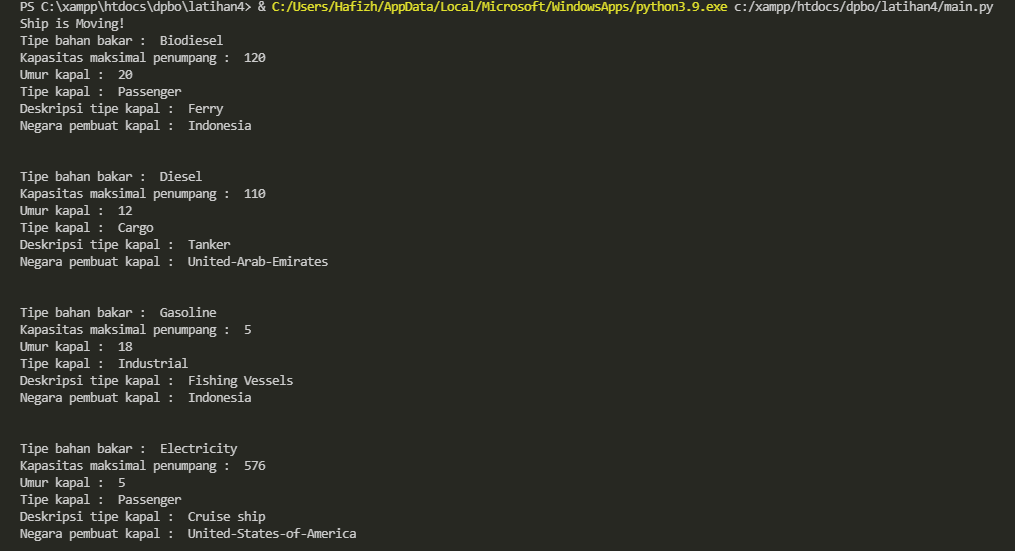 PS C:\xampp\htdocs\dpbo\latihan4> & C:/Users/Hafizh/AppData/Local/Microsoft/WindowsApps/python3.9.exe c:/xampp/htdocs/dpbo/latihan4/main.py
Ship is Moving!
Tipe bahan bakar :  Biodiesel
Kapasitas maksimal penumpang :  120
Umur kapal :  20
Tipe kapal :  Passenger
Deskripsi tipe kapal :  Ferry
Negara pembuat kapal :  Indonesia
Tipe bahan bakar :  Diesel
Kapasitas maksimal penumpang :  110
Umur kapal :  12
Tipe kapal :  Cargo
Deskripsi tipe kapal :  Tanker
Negara pembuat kapal :  United-Arab-Emirates
Tipe bahan bakar :  Gasoline
Kapasitas maksimal penumpang :  5
Umur kapal :  18
Tipe kapal :  Industrial
Deskripsi tipe kapal :  Fishing Vessels
Negara pembuat kapal :  Indonesia
Tipe bahan bakar :  Electricity
Kapasitas maksimal penumpang :  576
Umur kapal :  5
Tipe kapal :  Passenger
Deskripsi tipe kapal :  Cruise ship
Negara pembuat kapal :  United-States-of-America